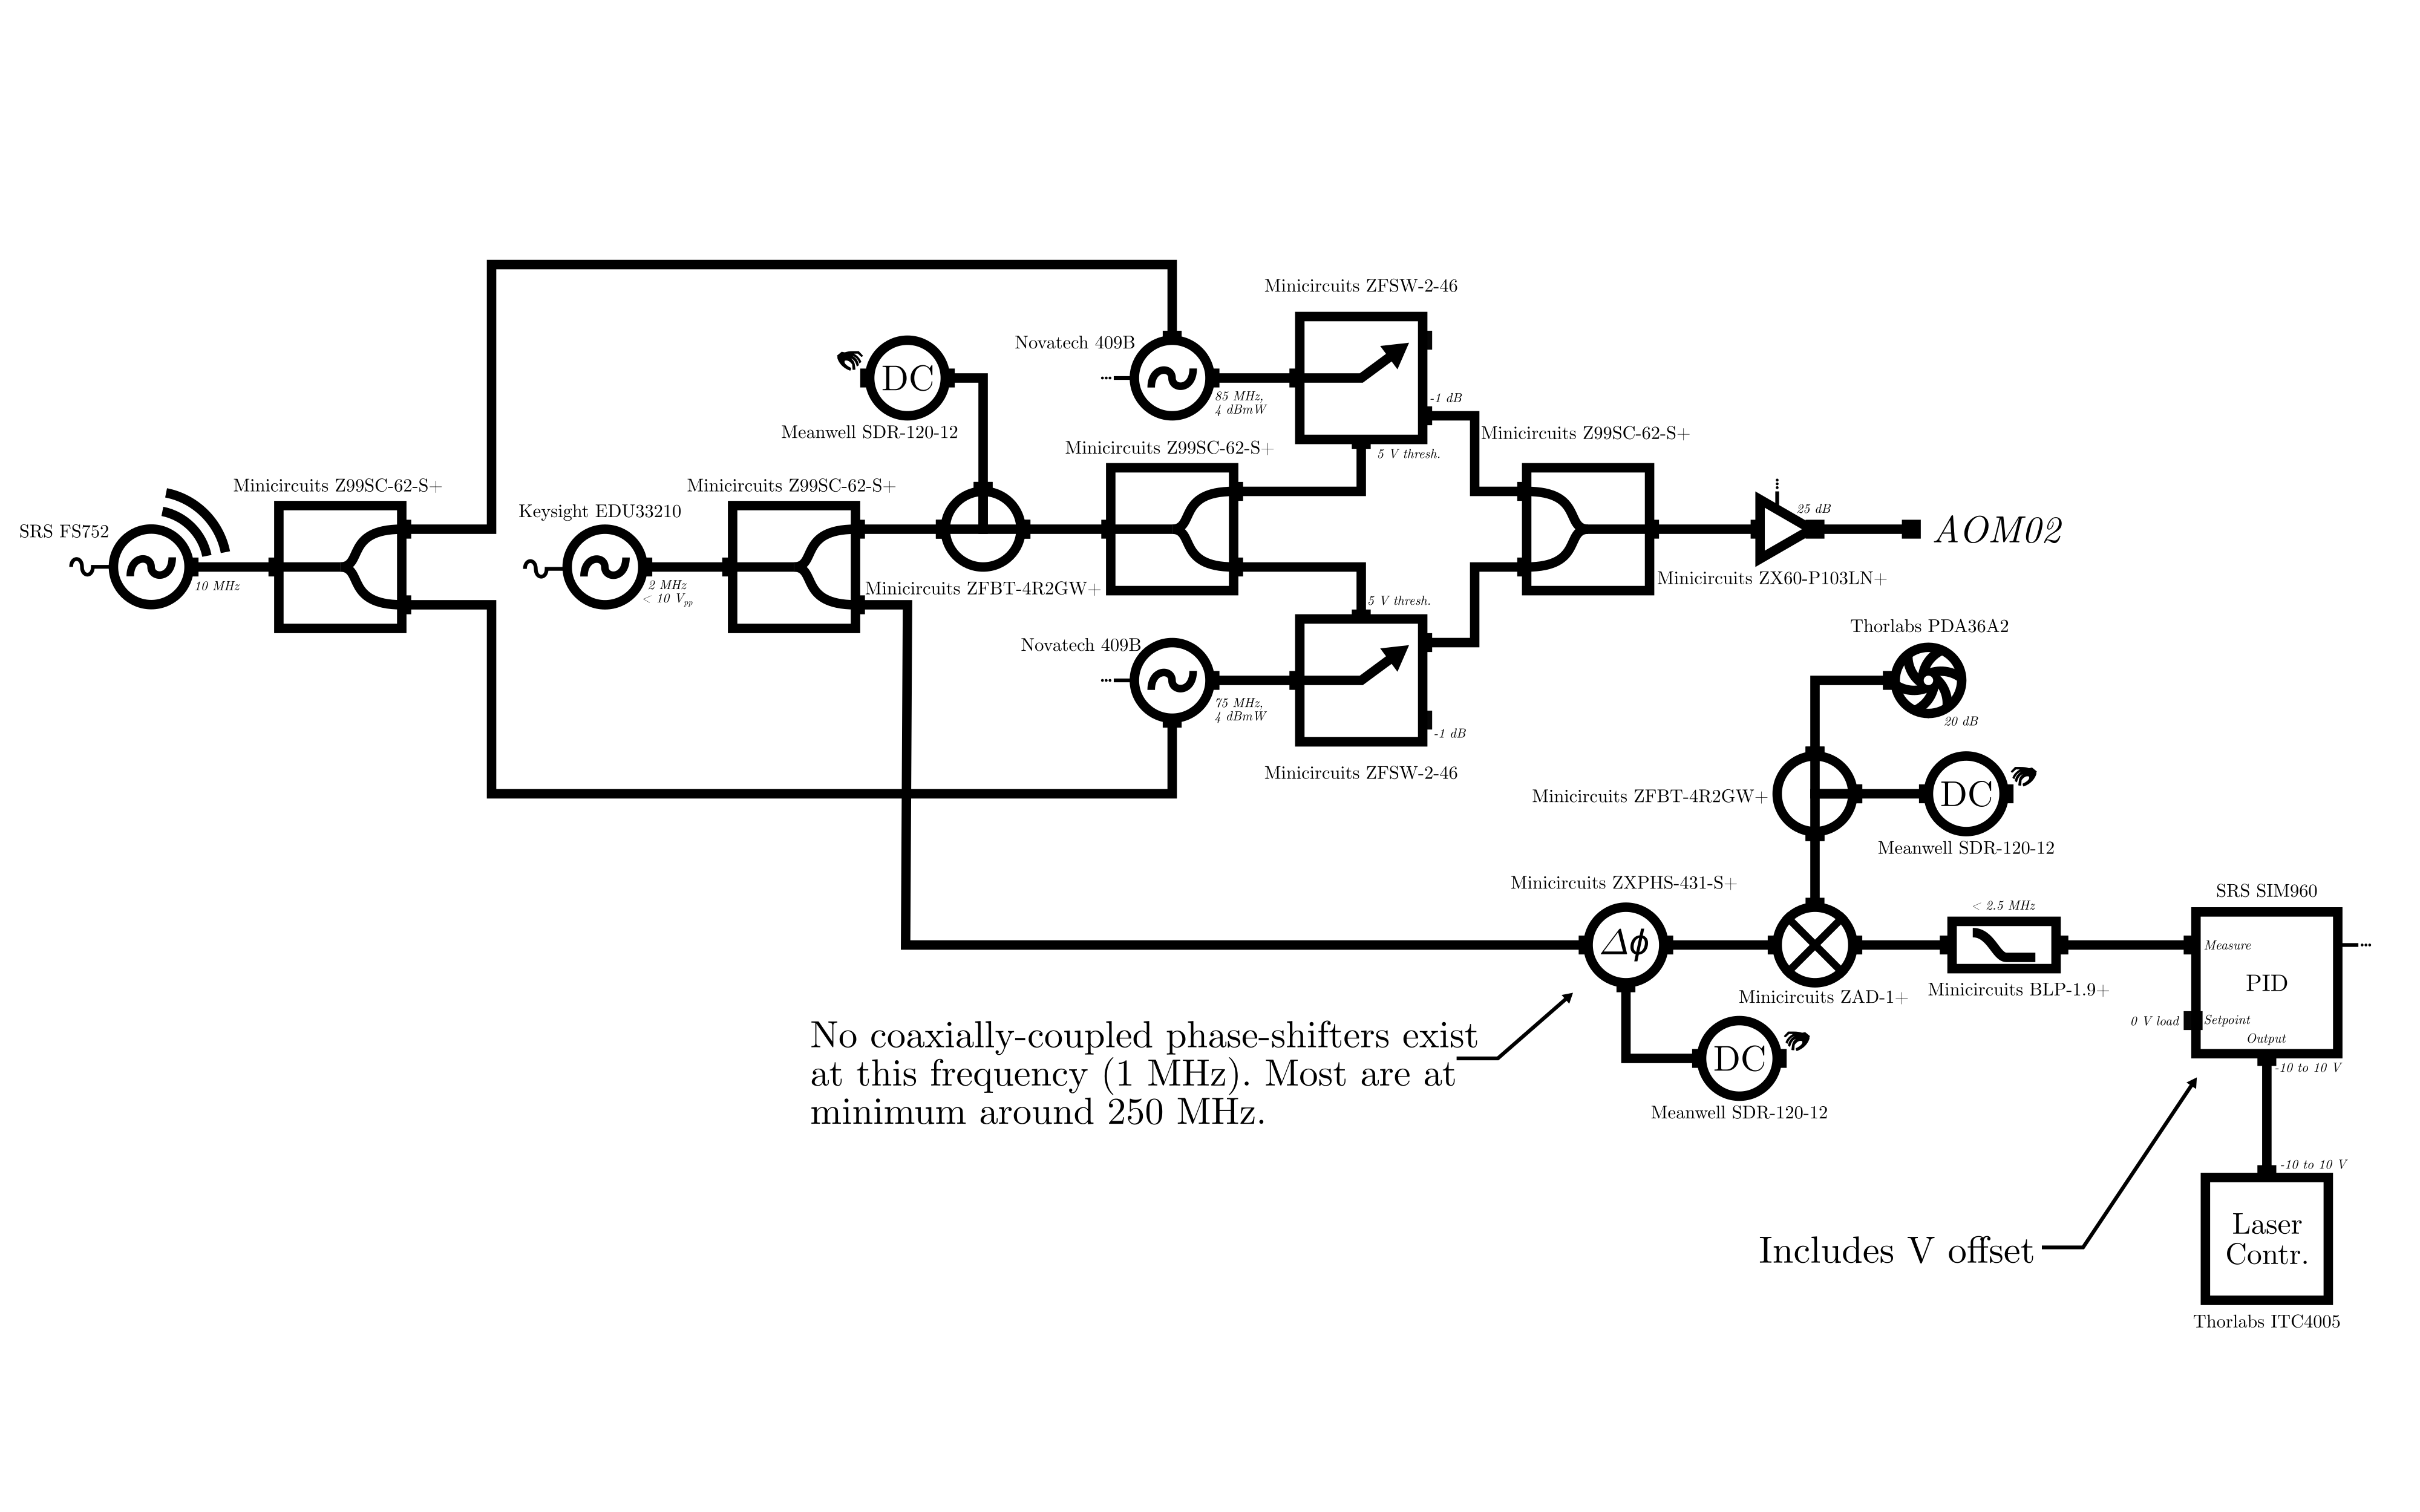 Minicircuits ZFSW-2-46
Novatech 409B
DC
85 MHz,
4 dBmW
-1 dB
Meanwell SDR-120-12
Minicircuits Z99SC-62-S+
Minicircuits Z99SC-62-S+
5 V thresh.
Minicircuits Z99SC-62-S+
Minicircuits Z99SC-62-S+
Keysight EDU33210
25 dB
SRS FS752
AOM02
10 MHz
2 MHz
< 10 Vpp
Minicircuits ZFBT-4R2GW+
Minicircuits ZX60-P103LN+
5 V thresh.
Thorlabs PDA36A2
Novatech 409B
75 MHz,
4 dBmW
20 dB
-1 dB
Minicircuits ZFSW-2-46
Minicircuits ZFBT-4R2GW+
DC
Meanwell SDR-120-12
Minicircuits ZXPHS-431-S+
SRS SIM960
< 2.5 MHz
Δϕ
Measure
PID
Minicircuits ZAD-1+
Minicircuits BLP-1.9+
0 V load
Setpoint
Output
-10 to 10 V
No coaxially-coupled phase-shifters exist
at this frequency (1 MHz). Most are at
minimum around 250 MHz.
DC
Meanwell SDR-120-12
-10 to 10 V
Laser
Contr.
Includes V offset
Thorlabs ITC4005